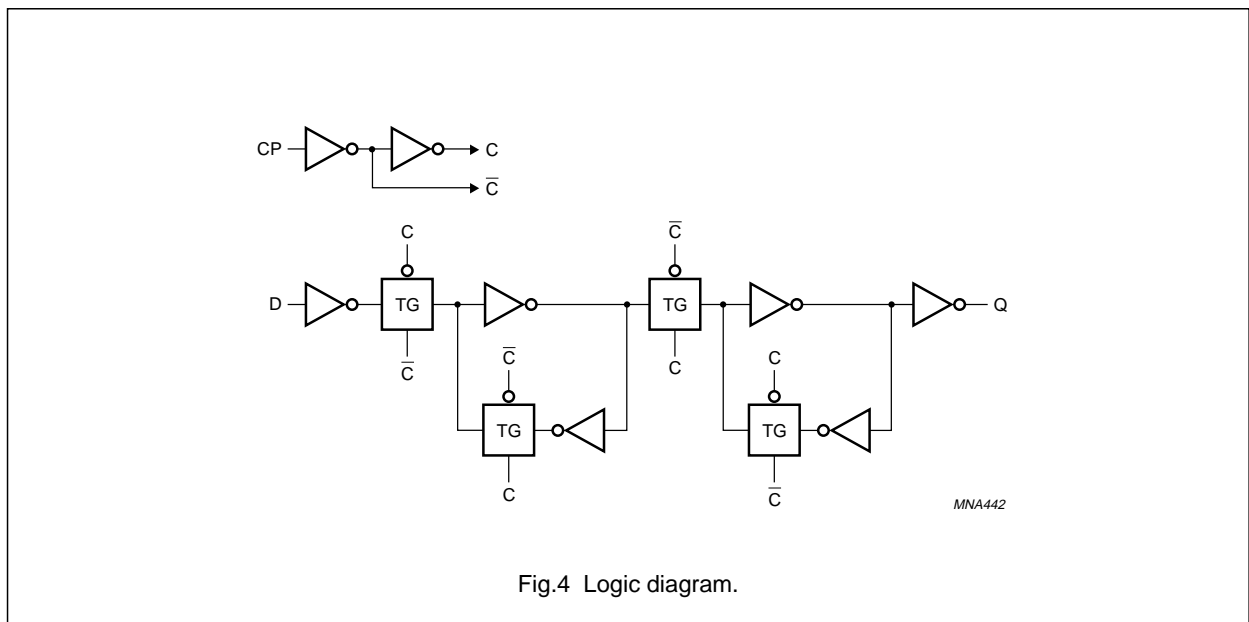 CP
C
C̅
C
C̅
D
TG
TG
Q
C̅
C̅
C
C
TG
TG
C
C̅
MNA442
Fig.4 Logic diagram.